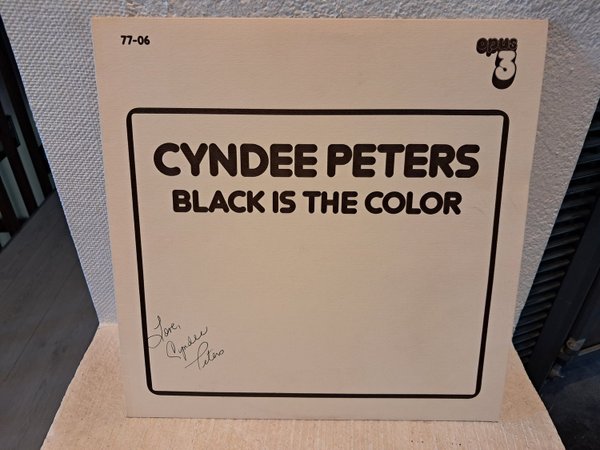 77-06
opus
3
CYNDEE PETERS
BLACK IS THE COLOR
Love,
Cyndee
Peters